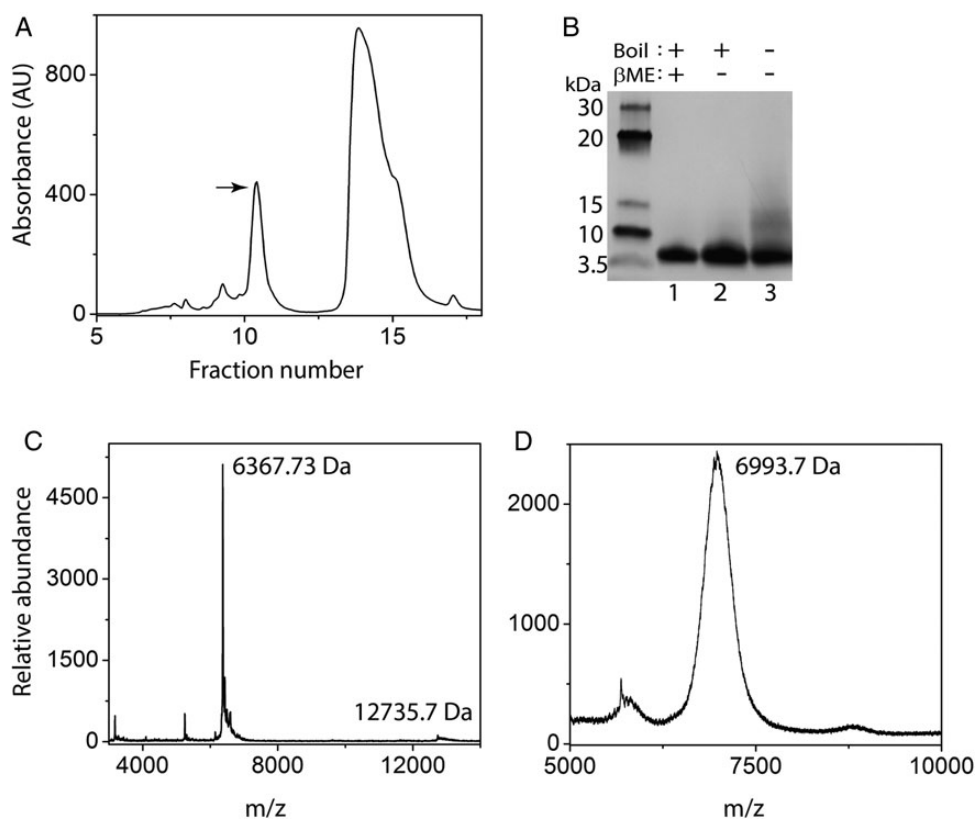 A
Absorbance (AU)
800
400
0
5
10
15
Fraction number
B
Boil : + + -
βME : + - -
kDa
30
20
15
10
3.5
1 2 3
C
6367.73 Da
12735.7 Da
Relative abundance
4500
3000
1500
0
4000 8000 12000
m/z
D
6993.7 Da
2000
1000
0
5000 7500 10000
m/z